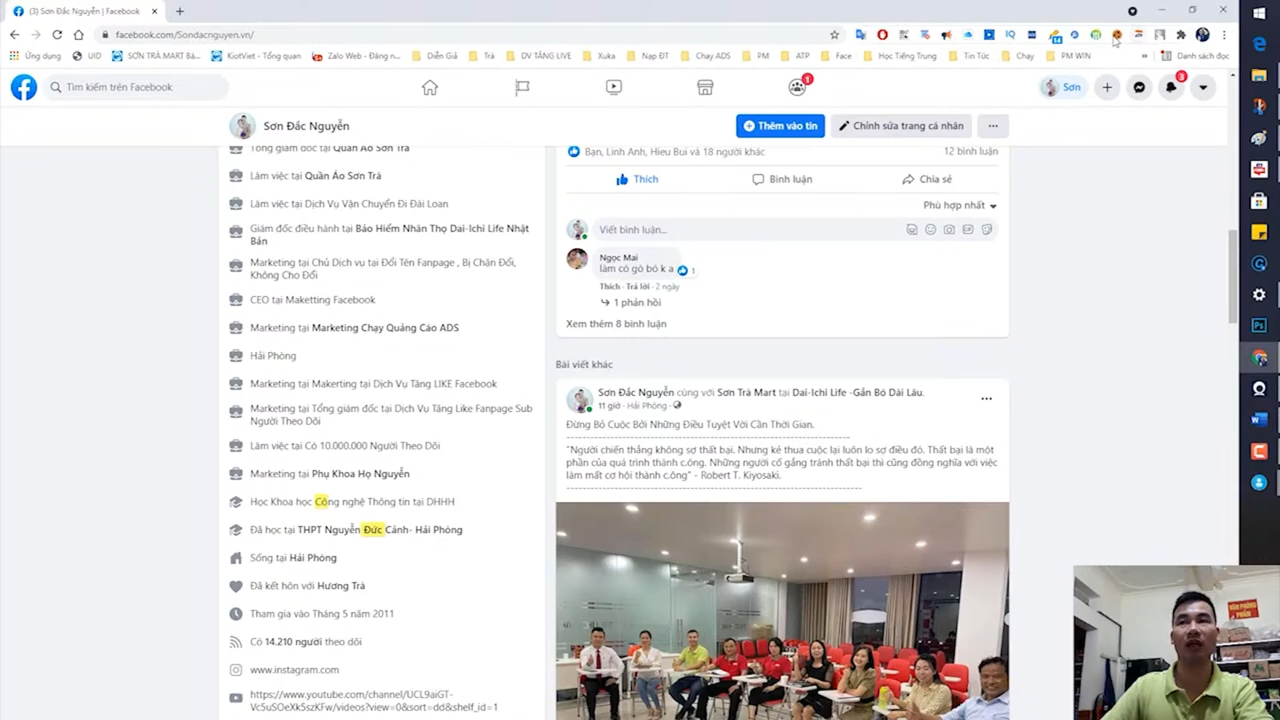 (3) Sơn Đắc Nguyễn | Facebook
facebook.com/Sondacnguyen.vn/
Ứng dụng
UID
SƠN TRÀ MART Bá...
KiotViet - Tổng quan
Zalo Web - Đăng n...
Diễn Giả
Trà
DV TĂNG LIVE
Xuka
Nạp ĐT
Chạy ADS
PM
ATP
Face
Học Tiếng Trung
Tin Tức
Chay
PM WIN
»
Danh sách đọc
Tìm kiếm trên Facebook
1
Sơn
3
Sơn Đắc Nguyễn
Thêm vào tin
Chỉnh sửa trang cá nhân
Tổng giám đốc tại Quần Áo Sơn Trà
Làm việc tại Quần Áo Sơn Trà
Làm việc tại Dịch Vụ Vận Chuyển Đi Đài Loan
Giám đốc điều hành tại Bảo Hiểm Nhân Thọ Dai-Ichi Life Nhật
Bản
Marketing tại Chủ Dịch vụ tại Đổi Tên Fanpage , Bị Chặn Đổi,
Không Cho Đổi
CEO tại Maketting Facebook
Marketing tại Marketing Chạy Quảng Cáo ADS
Hải Phòng
Marketing tại Makerting tại Dịch Vụ Tăng LIKE Facebook
Marketing tại Tổng giám đốc tại Dịch Vụ Tăng Like Fanpage Sub
Người Theo Dõi
Làm việc tại Có 10.000.000 Người Theo Dõi
Marketing tại Phụ Khoa Họ Nguyễn
Học Khoa học Công nghệ Thông tin tại DHHH
Đã học tại THPT Nguyễn Đức Cảnh- Hải Phòng
Sống tại Hải Phòng
Đã kết hôn với Hương Trà
Tham gia vào Tháng 5 năm 2011
Có 14.210 người theo dõi
www.instagram.com
https://www.youtube.com/channel/UCL9aiGT-
Vc5uSOeXk5szKFw/videos?view=0&sort=dd&shelf_id=1
Bạn, Linh Anh, Hieu Bui và 18 người khác
12 bình luận
Thích
Bình luận
Chia sẻ
Phù hợp nhất
Viết bình luận...
Ngọc Mai
làm có gò bó k a
1
Thích · Trả lời · 2 ngày
1 phản hồi
Xem thêm 8 bình luận
Bài viết khác
Sơn Đắc Nguyễn cùng với Sơn Trà Mart tại Dai-Ichi Life -Gắn Bó Dài Lâu.
11 giờ · Hải Phòng ·
Đừng Bỏ Cuộc Bởi Những Điều Tuyệt Vời Cần Thời Gian.
"Người chiến thắng không sợ thất bại. Nhưng kẻ thua cuộc lại luôn lo sợ điều đó. Thất bại là một
phần của quá trình thành c.ông. Những người cố gắng tránh thất bại thì cũng đồng nghĩa với việc
làm mất cơ hội thành c.ông" - Robert T. Kiyosaki.
VĂN PHÒNG
PHẨM